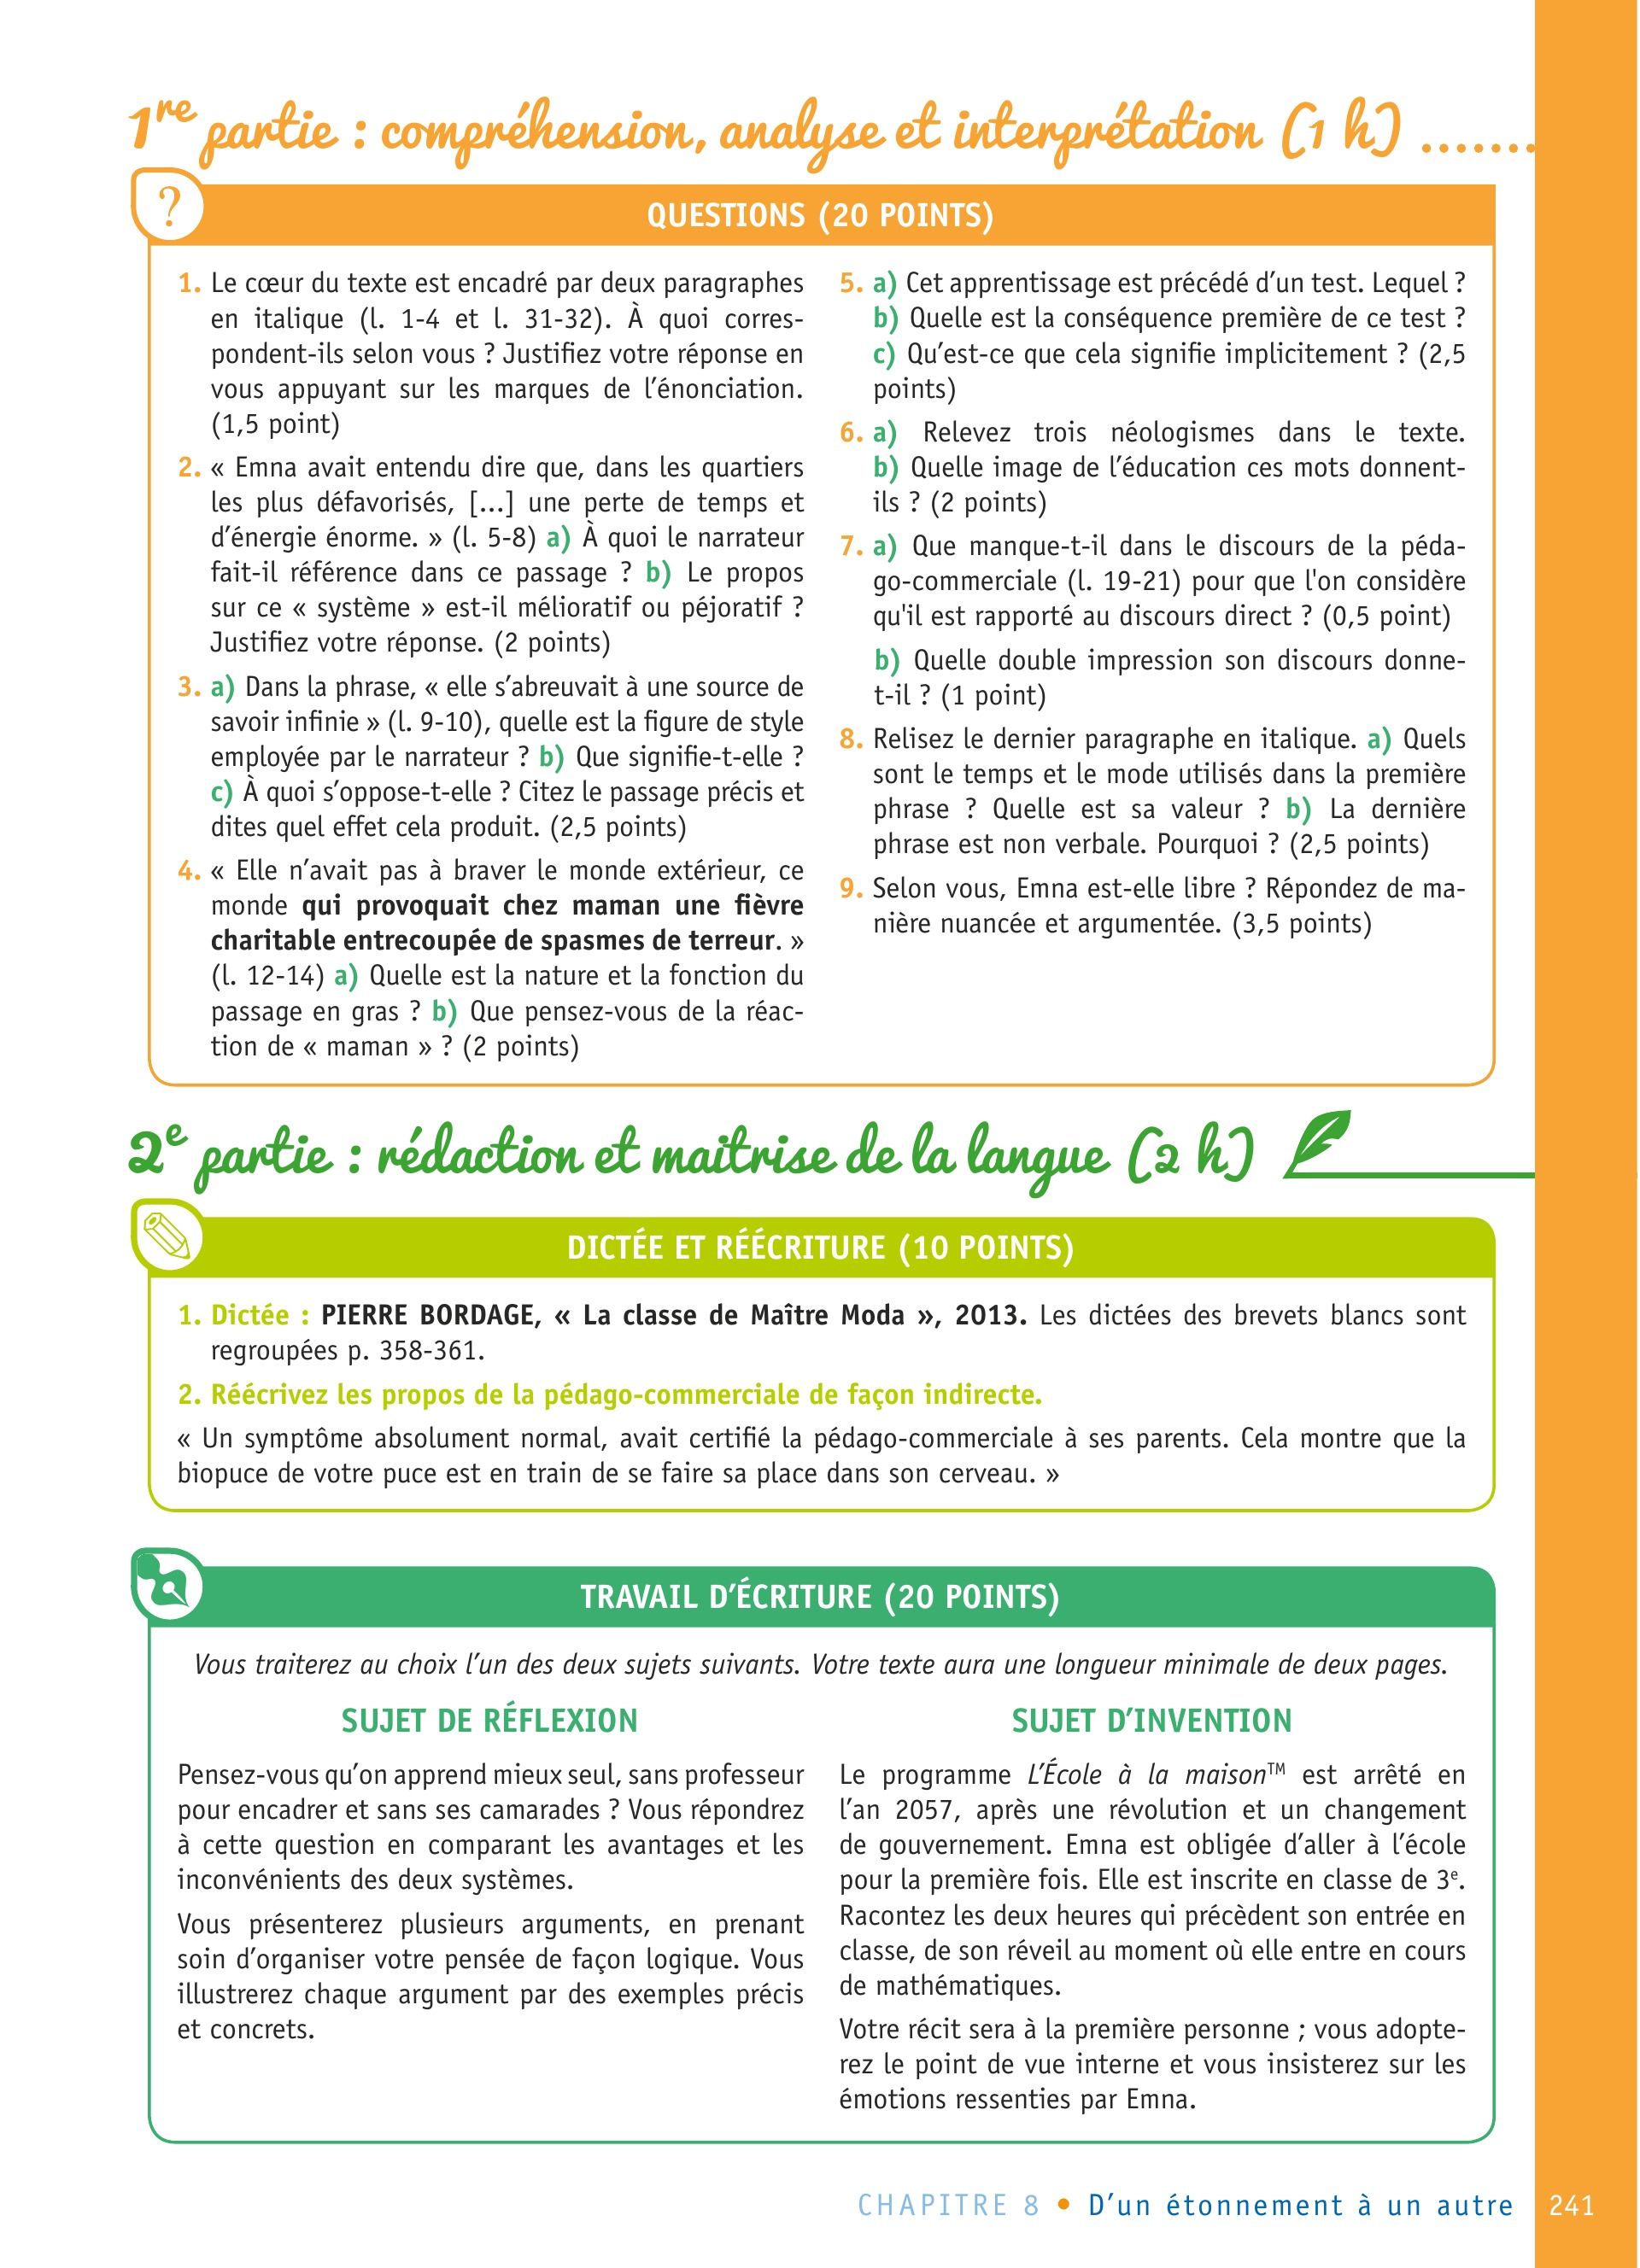 1re partie : compréhension, analyse et interprétation (1 h) .......
?
QUESTIONS (20 POINTS)
1. Le cœur du texte est encadré par deux paragraphes
en italique (l. 1-4 et l. 31-32). À quoi corres-
pondent-ils selon vous ? Justifiez votre réponse en
vous appuyant sur les marques de l'énonciation.
(1,5 point)
2. « Emna avait entendu dire que, dans les quartiers
les plus défavorisés, [...] une perte de temps et
d'énergie énorme. » (l. 5-8) a) À quoi le narrateur
fait-il référence dans ce passage ? b) Le propos
sur ce « système » est-il mélioratif ou péjoratif ?
Justifiez votre réponse. (2 points)
3. a) Dans la phrase, « elle s'abreuvait à une source de
savoir infinie » (l. 9-10), quelle est la figure de style
employée par le narrateur ? b) Que signifie-t-elle ?
c) À quoi s'oppose-t-elle ? Citez le passage précis et
dites quel effet cela produit. (2,5 points)
4. « Elle n'avait pas à braver le monde extérieur, ce
monde qui provoquait chez maman une fièvre
charitable entrecoupée de spasmes de terreur. »
(l. 12-14) a) Quelle est la nature et la fonction du
passage en gras ? b) Que pensez-vous de la réac-
tion de « maman » ? (2 points)
5. a) Cet apprentissage est précédé d'un test. Lequel ?
b) Quelle est la conséquence première de ce test ?
c) Qu'est-ce que cela signifie implicitement ? (2,5
points)
6. a) Relevez trois néologismes dans le texte.
b) Quelle image de l'éducation ces mots donnent-
ils ? (2 points)
7. a) Que manque-t-il dans le discours de la péda-
go-commerciale (l. 19-21) pour que l'on considère
qu'il est rapporté au discours direct ? (0,5 point)
b) Quelle double impression son discours donne-
t-il ? (1 point)
8. Relisez le dernier paragraphe en italique. a) Quels
sont le temps et le mode utilisés dans la première
phrase ? Quelle est sa valeur ? b) La dernière
phrase est non verbale. Pourquoi ? (2,5 points)
9. Selon vous, Emna est-elle libre ? Répondez de ma-
nière nuancée et argumentée. (3,5 points)
2e partie : rédaction et maitrise de la langue (2 h)
DICTÉE ET RÉÉCRITURE (10 POINTS)
1. Dictée : PIERRE BORDAGE, « La classe de Maître Moda », 2013. Les dictées des brevets blancs sont
regroupées p. 358-361.
2. Réécrivez les propos de la pédago-commerciale de façon indirecte.
« Un symptôme absolument normal, avait certifié la pédago-commerciale à ses parents. Cela montre que la
biopuce de votre puce est en train de se faire sa place dans son cerveau. »
TRAVAIL D'ÉCRITURE (20 POINTS)
Vous traiterez au choix l'un des deux sujets suivants. Votre texte aura une longueur minimale de deux pages.
SUJET DE RÉFLEXION
Pensez-vous qu'on apprend mieux seul, sans professeur
pour encadrer et sans ses camarades ? Vous répondrez
à cette question en comparant les avantages et les
inconvénients des deux systèmes.
Vous présenterez plusieurs arguments, en prenant
soin d'organiser votre pensée de façon logique. Vous
illustrerez chaque argument par des exemples précis
et concrets.
SUJET D'INVENTION
Le programme L'École à la maison™ est arrêté en
l'an 2057, après une révolution et un changement
de gouvernement. Emna est obligée d'aller à l'école
pour la première fois. Elle est inscrite en classe de 3e.
Racontez les deux heures qui précèdent son entrée en
classe, de son réveil au moment où elle entre en cours
de mathématiques.
Votre récit sera à la première personne ; vous adopte-
rez le point de vue interne et vous insisterez sur les
émotions ressenties par Emna.
CHAPITRE 8 • D'un étonnement à un autre 241